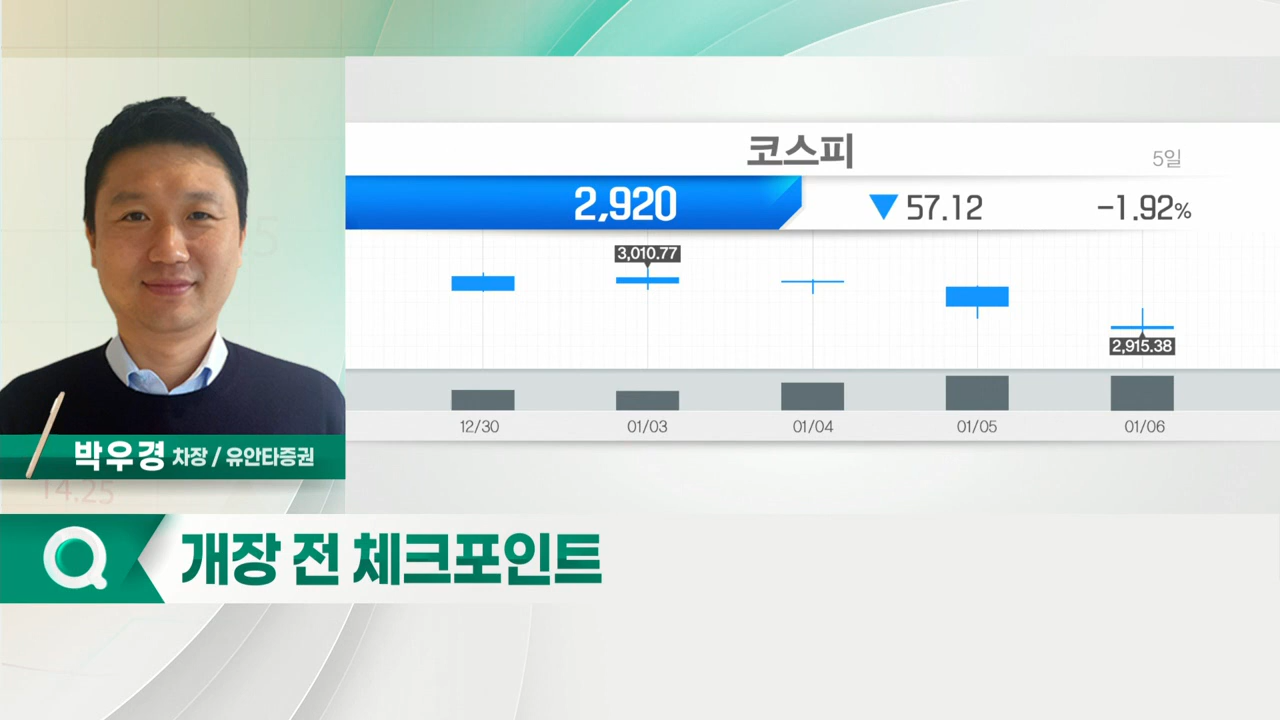 코스피
5일
2,920
▼57.12
-1.92%
3,010.77
2,915.38
12/30
01/03
01/04
01/05
01/06
박우경 차장 / 유안타증권
14.25
개장 전 체크포인트